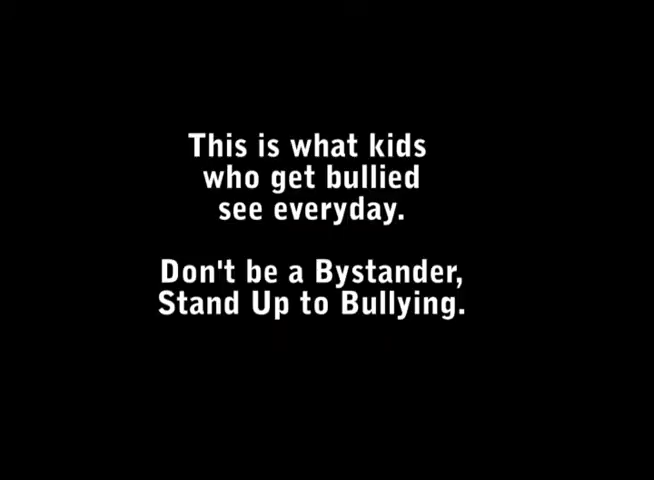 This is what kids
who get bullied
see everyday.
Don't be a Bystander,
Stand Up to Bullying.